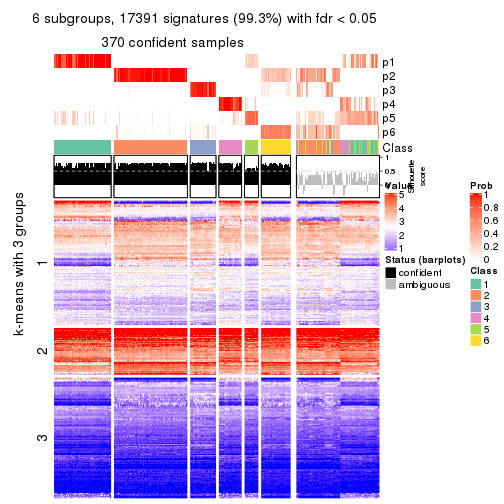 6 subgroups, 17391 signatures (99.3%) with fdr < 0.05
370 confident samples
p1
p2
p3
p4
p5
p6
Class
1
0.5
0
Silhouette
score
k-means with 3 groups
1
2
3
Value
5
4
3
2
1
Status (barplots)
confident
ambiguous
Prob
1
0.8
0.6
0.4
0.2
0
Class
1
2
3
4
5
6